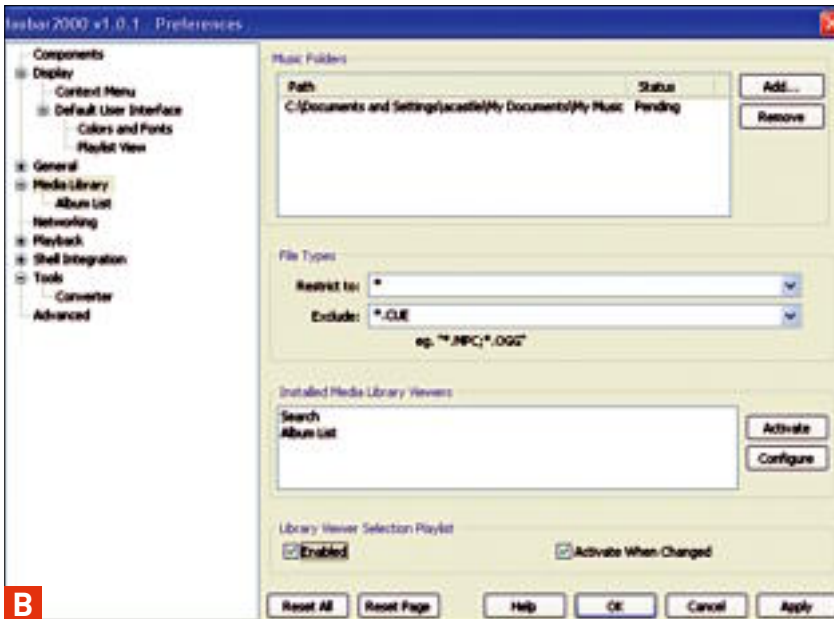 foobar2000 v1.0.1 Preferences
Components
Display
Context Menu
Default User Interface
Colors and Fonts
Playlist View
General
Media Library
Album List
Networking
Playback
Shell Integration
Tools
Converter
Advanced
Music Folders
Path Status
C:\Documents and Settings\acastle\My Documents\My Music Pending
Add...
Remove
File Types
Restrict to: *
Exclude: *.CUE
eg. "*.MPC;*.OGG"
Installed Media Library Viewers
Search
Album List
Activate
Configure
Library Viewer Selection Playlist
Enabled Activate When Changed
Reset All Reset Page Help OK Cancel Apply
B